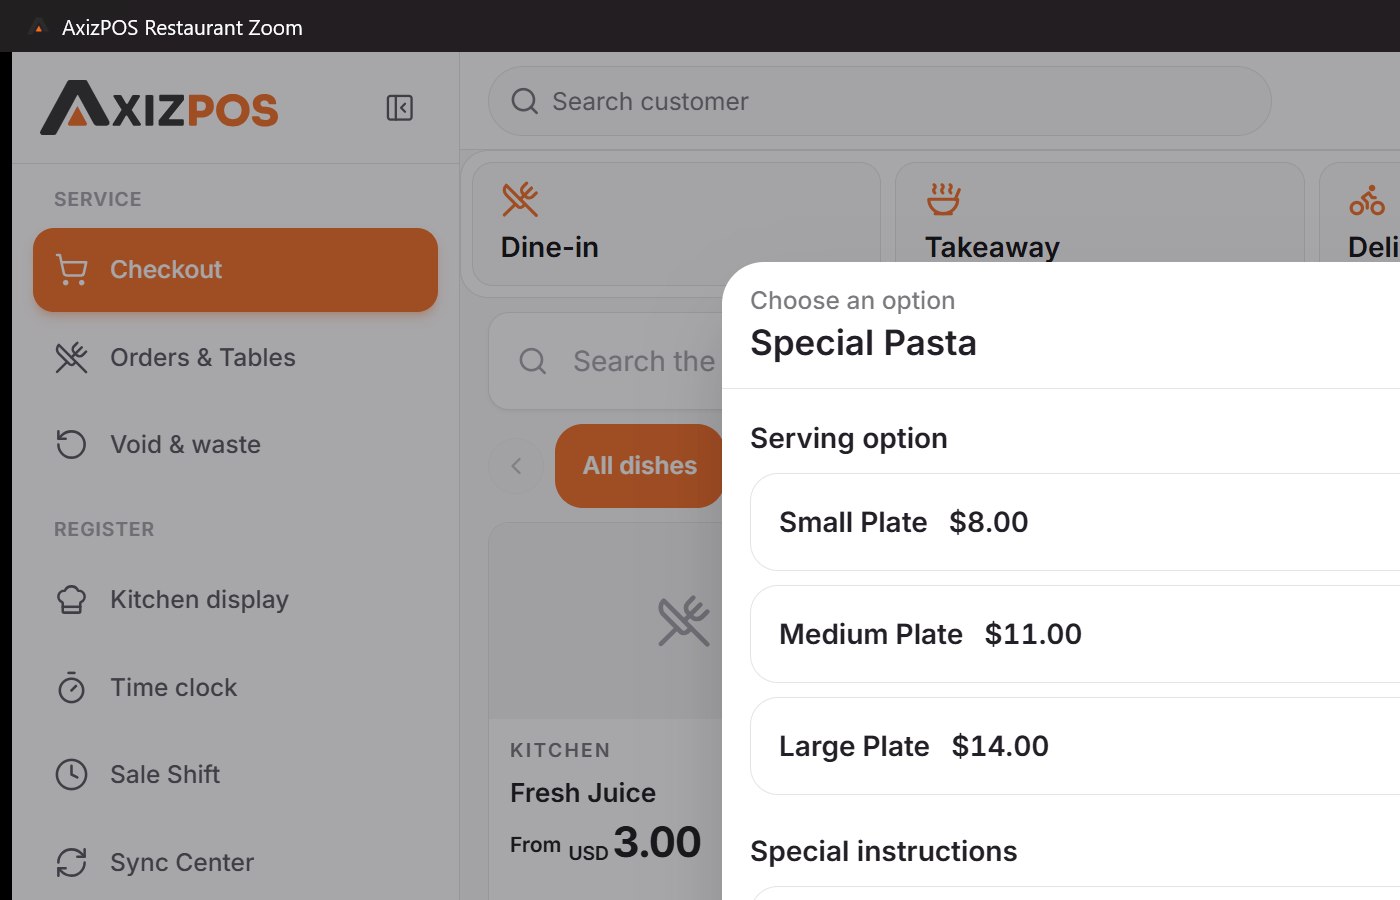 AxizPOS Restaurant Zoom
AXIZPOS
Search customer
SERVICE
Checkout
Orders & Tables
Void & waste
REGISTER
Kitchen display
Time clock
Sale Shift
Sync Center
Dine-in
Takeaway
Deli
Search the
All dishes
KITCHEN
Fresh Juice
From USD 3.00
Choose an option
Special Pasta
Serving option
Small Plate $8.00
Medium Plate $11.00
Large Plate $14.00
Special instructions